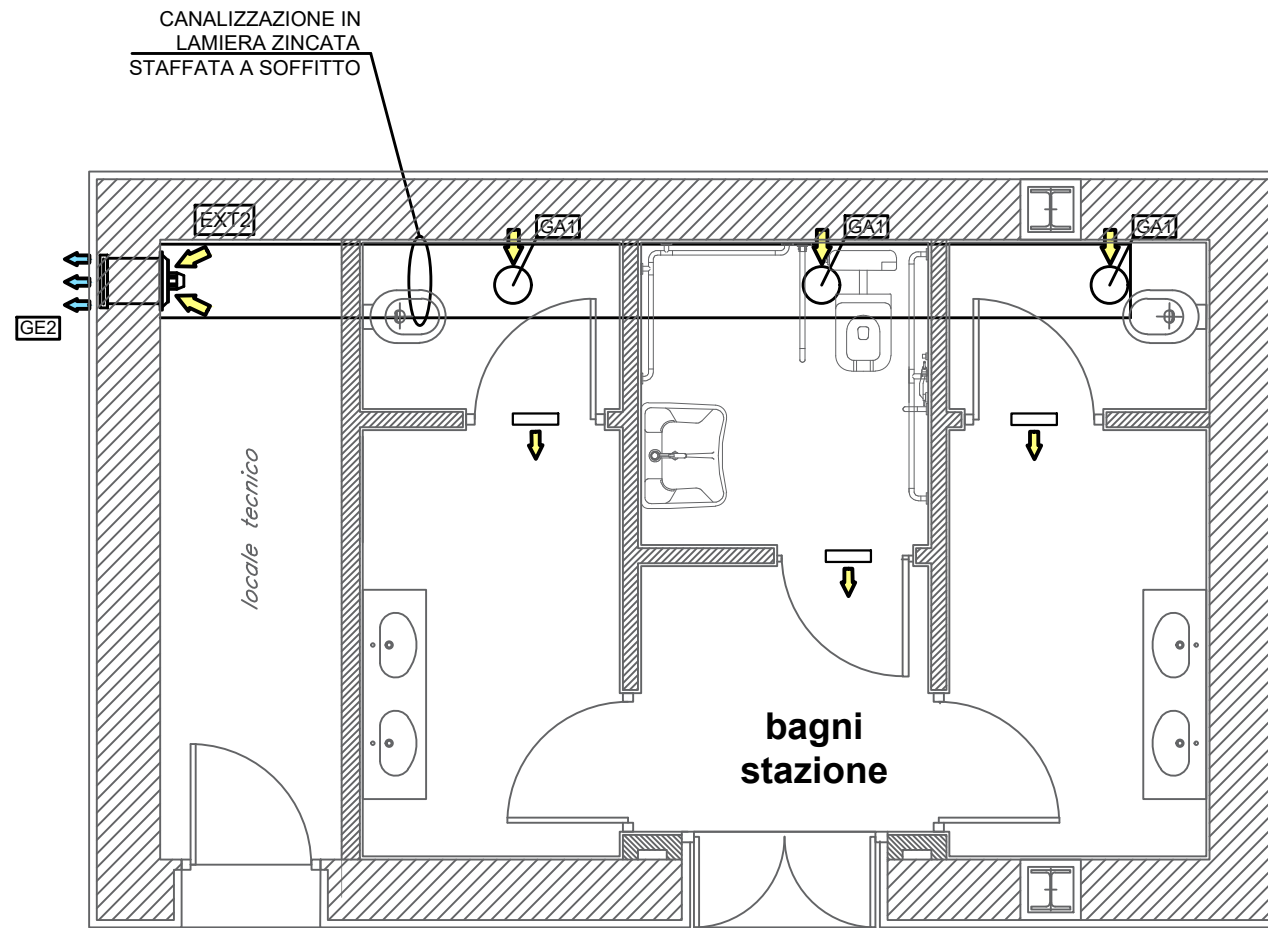 CANALIZZAZIONE IN
LAMIERA ZINCATA
STAFFATA A SOFFITTO
EXT2
GA1
GA1
GA1
GE2
locale tecnico
bagni
stazione